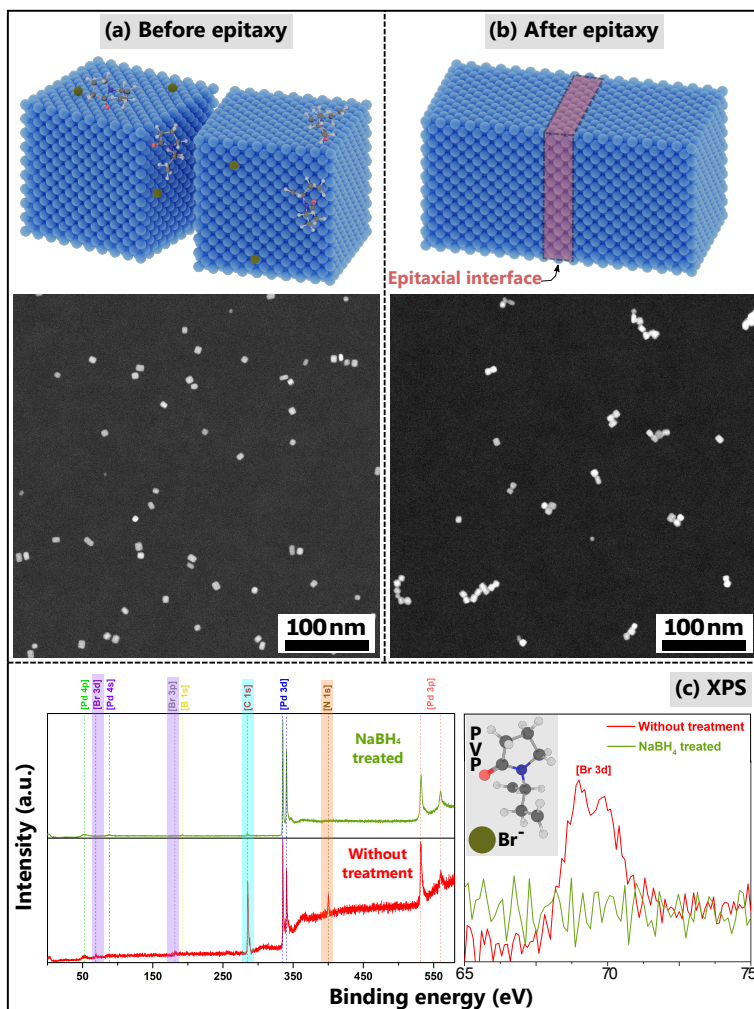 (a) Before epitaxy
(b) After epitaxy
Epitaxial interface
100 nm
100 nm
(c) XPS
[Pd 4p]
[Br 3d]
[Pd 4s]
[Br 3p]
[B 1s]
[C 1s]
[Pd 3d]
[N 1s]
[Pd 3p]
NaBH₄
treated
Without
treatment
Intensity (a.u.)
50
150
250
350
450
550
Binding energy (eV)
PVP
Br⁻
Without treatment
NaBH₄ treated
[Br 3d]
65
70
75